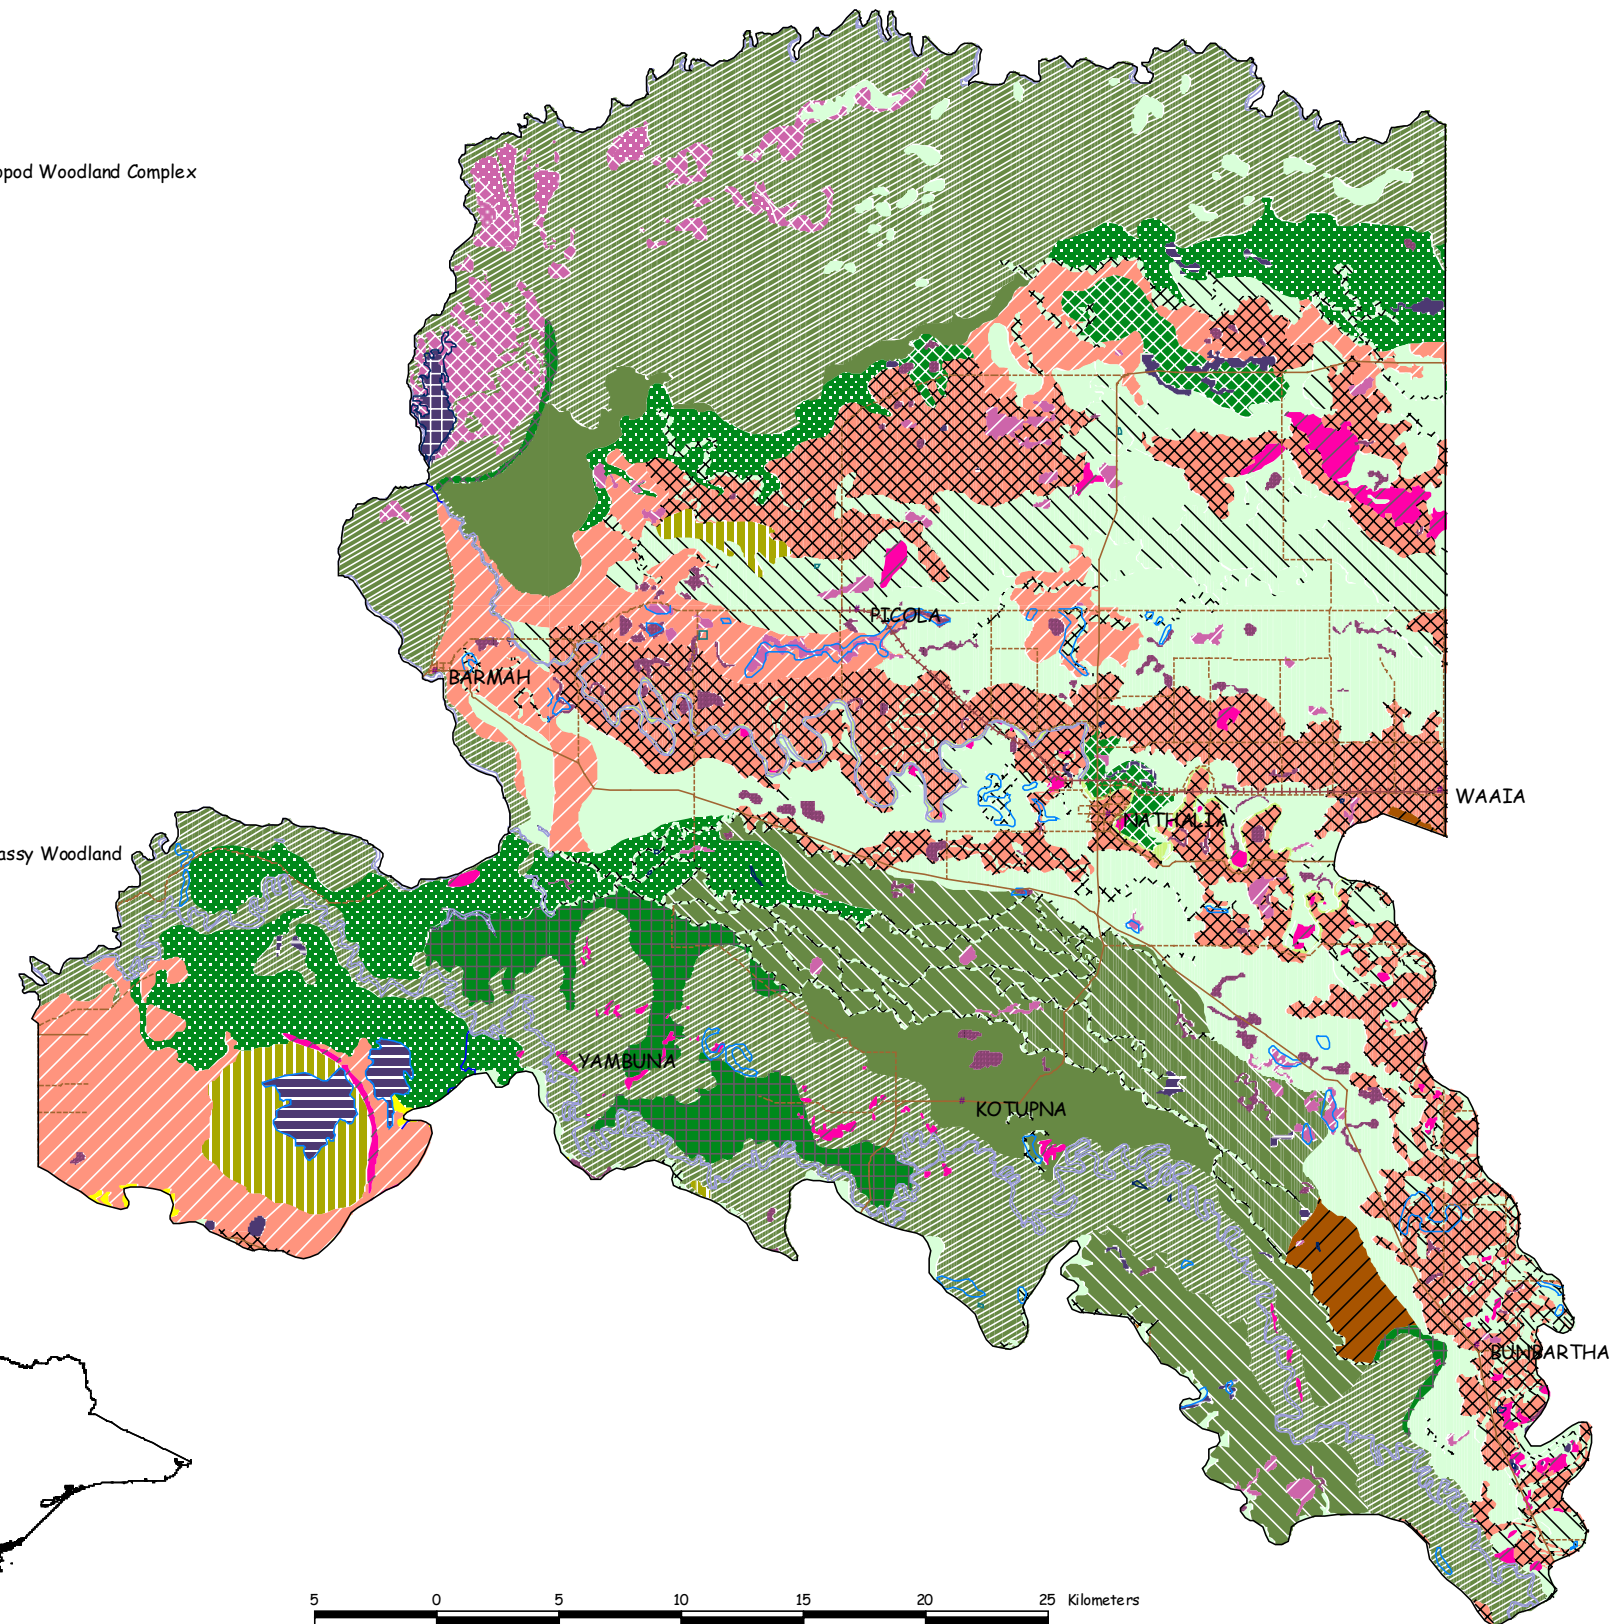 opod Woodland Complex
PICOLA
BARMAH
WAAIA
NATHALIA
assy Woodland
YAMBUNA
KOTUPNA
BUNBARTHA
5 0 5 10 15 20 25 Kilometers